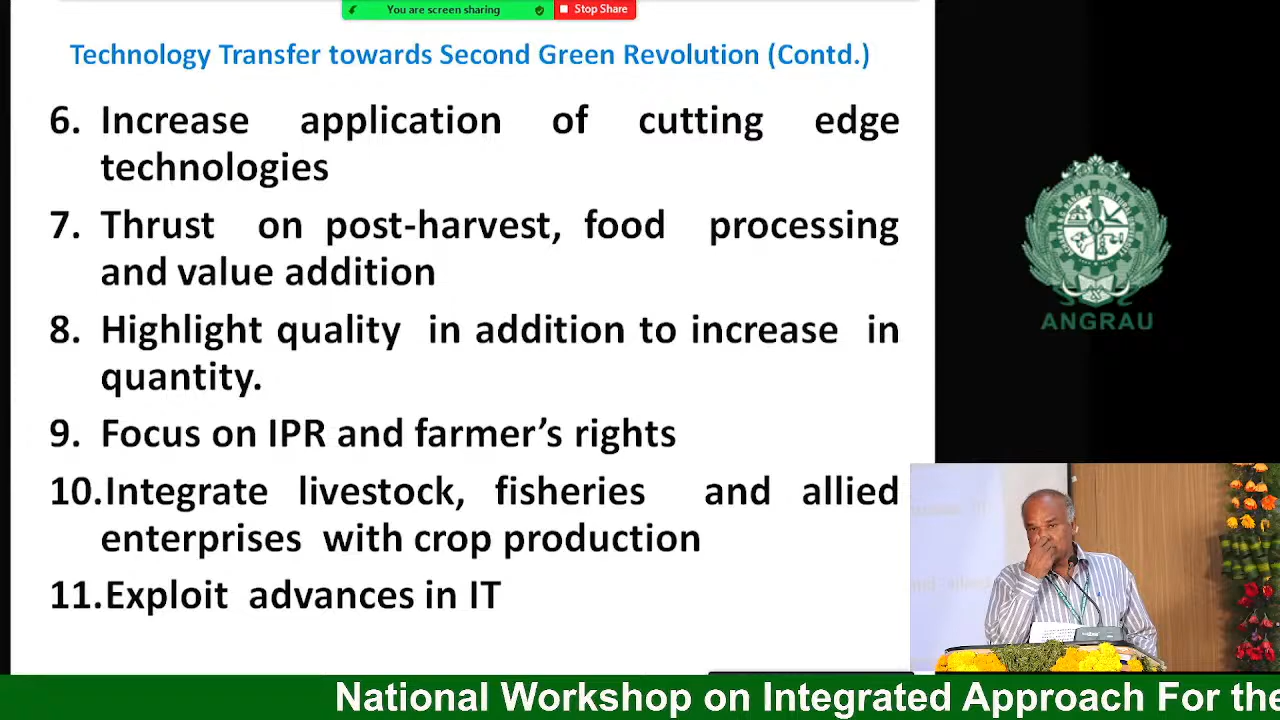 You are screen sharing Stop Share
Technology Transfer towards Second Green Revolution (Contd.)
6. Increase application of cutting edge
technologies
7. Thrust on post-harvest, food processing
and value addition
8. Highlight quality in addition to increase in
quantity.
9. Focus on IPR and farmer’s rights
10.Integrate livestock, fisheries and allied
enterprises with crop production
11.Exploit advances in IT
ANGRAU
National Workshop on Integrated Approach For the